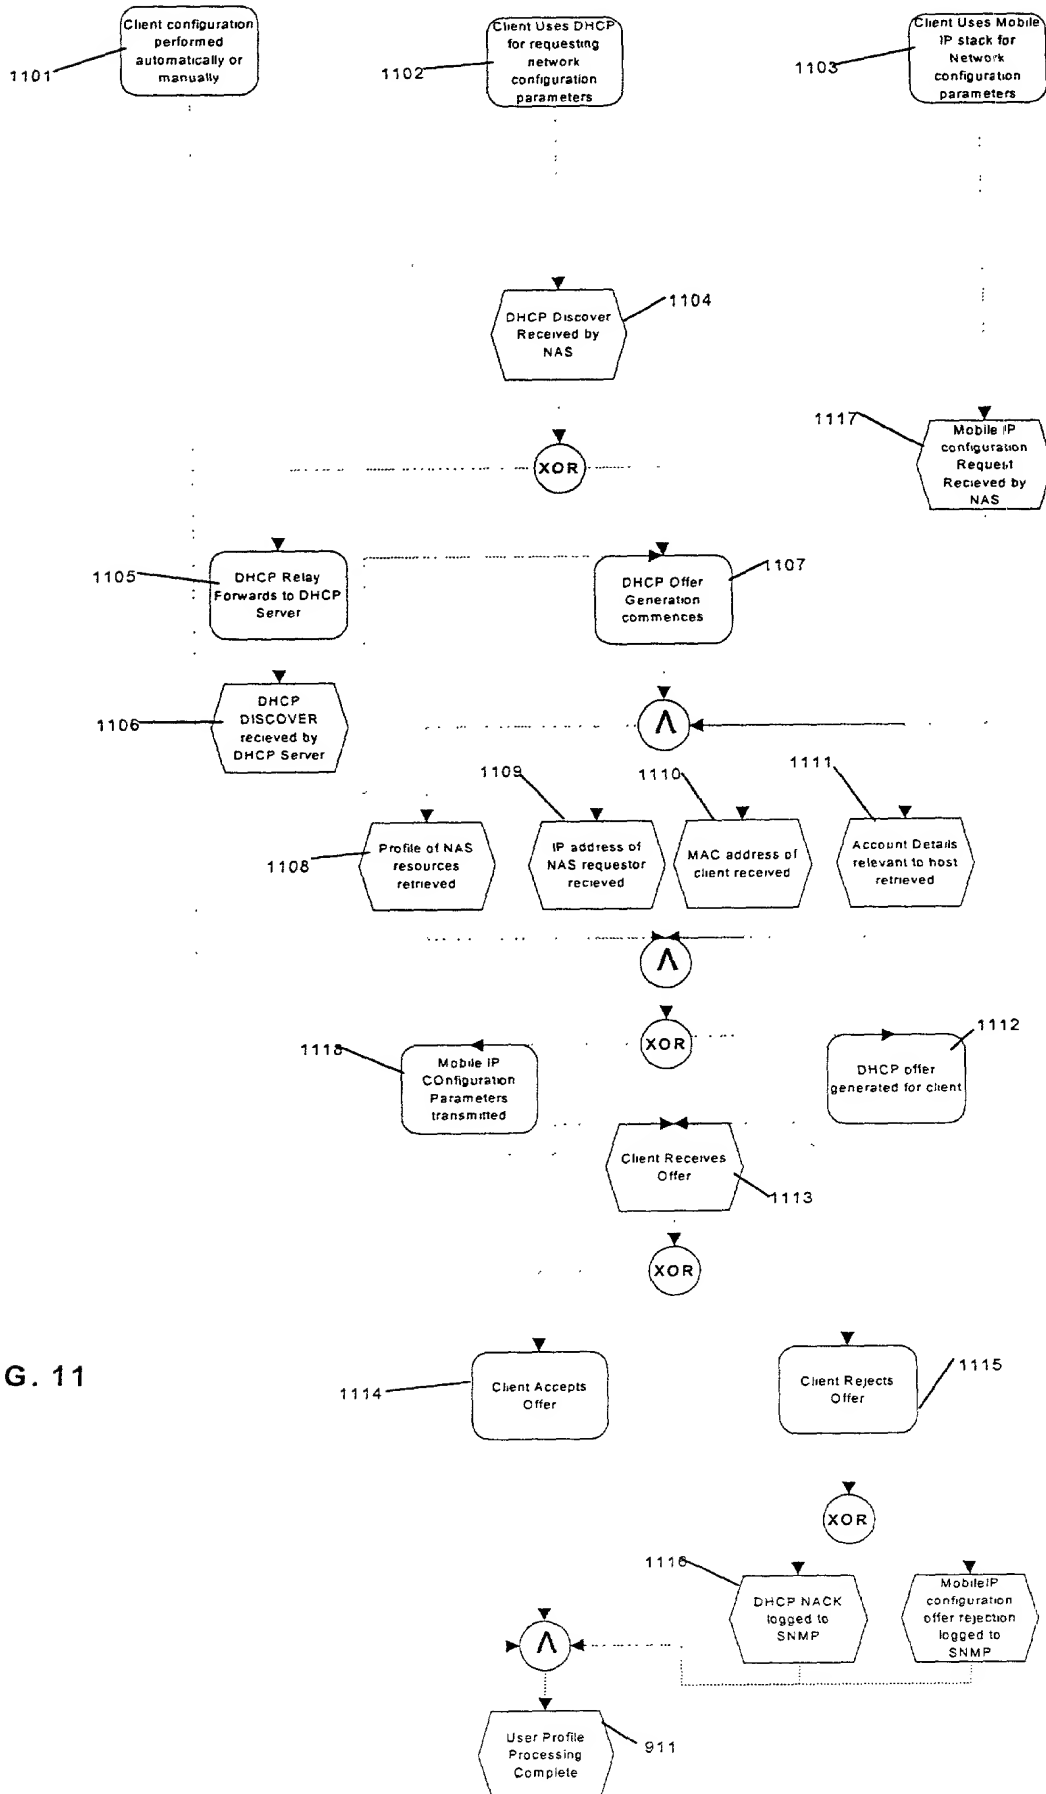 Client configuration
performed
automatically or
manually
1101
Client Uses DHCP
for requesting
network
configuration
parameters
1102
Client Uses Mobile
IP stack for
Network
configuration
parameters
1103
DHCP Discover
Received by
NAS
1104
XOR
Mobile IP
configuration
Request
Recieved by
NAS
1117
DHCP Relay
Forwards to DHCP
Server
1105
DHCP Offer
Generation
commences
1107
DHCP
DISCOVER
recieved by
DHCP Server
1106
Λ
1109
1110
1111
Profile of NAS
resources
retrieved
1108
IP address of
NAS requestor
recieved
MAC address of
client received
Account Details
relevant to host
retrieved
Λ
XOR
1118
Mobile IP
COnfiguration
Parameters
transmitted
1112
DHCP offer
generated for client
Client Receives
Offer
1113
XOR
G. 11
1114
Client Accepts
Offer
Client Rejects
Offer
1115
XOR
1116
DHCP NACK
logged to
SNMP
MobileIP
configuration
offer rejection
logged to
SNMP
Λ
User Profile
Processing
Complete
911